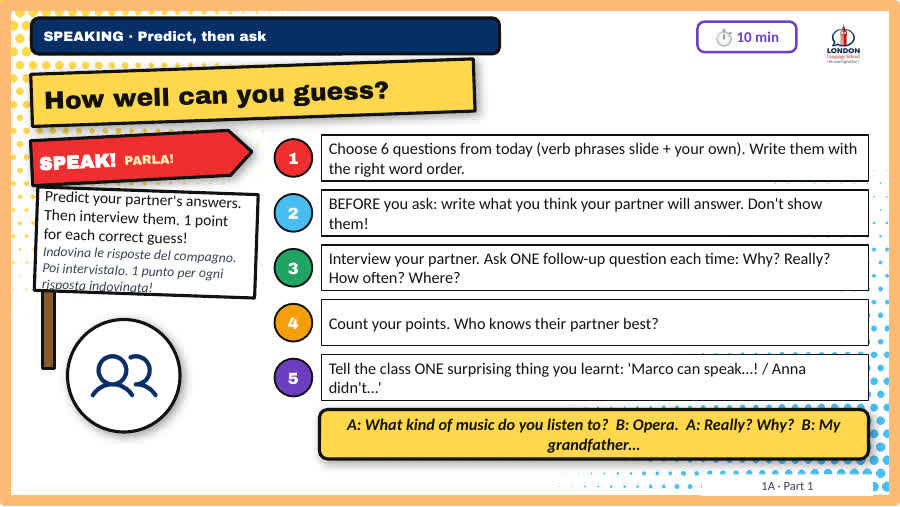 SPEAKING · Predict, then ask
⏱ 10 min
LONDON
Language School
How well can you guess?
SPEAK! PARLA!
Predict your partner's answers.
Then interview them. 1 point
for each correct guess!
Indovina le risposte del compagno.
Poi intervistalo. 1 punto per ogni
risposta indovinata!
1
Choose 6 questions from today (verb phrases slide + your own). Write them with
the right word order.
2
BEFORE you ask: write what you think your partner will answer. Don't show
them!
3
Interview your partner. Ask ONE follow-up question each time: Why? Really?
How often? Where?
4
Count your points. Who knows their partner best?
5
Tell the class ONE surprising thing you learnt: 'Marco can speak...! / Anna
didn't...'
A: What kind of music do you listen to? B: Opera. A: Really? Why? B: My
grandfather...
1A · Part 1